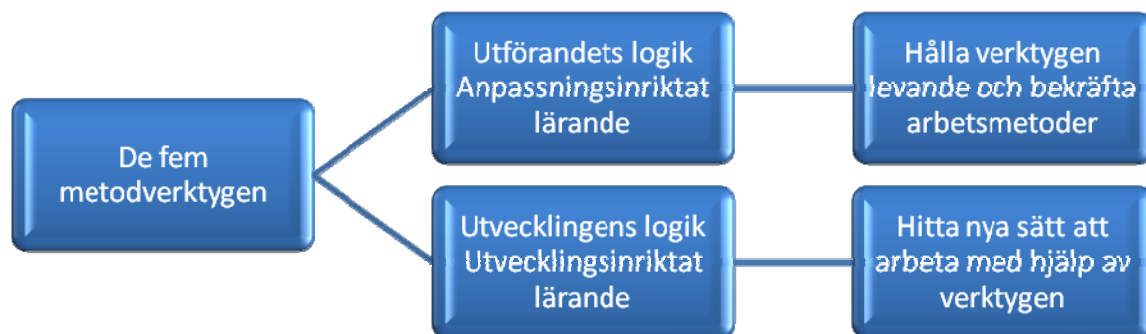 De fem
metodverktygen
Utförandets logik
Anpassningsinriktat
lärande
Hålla verktygen
levande och bekräfta
arbetsmetoder
Utvecklingens logik
Utvecklingsinriktat
lärande
Hitta nya sätt att
arbeta med hjälp av
verktygen